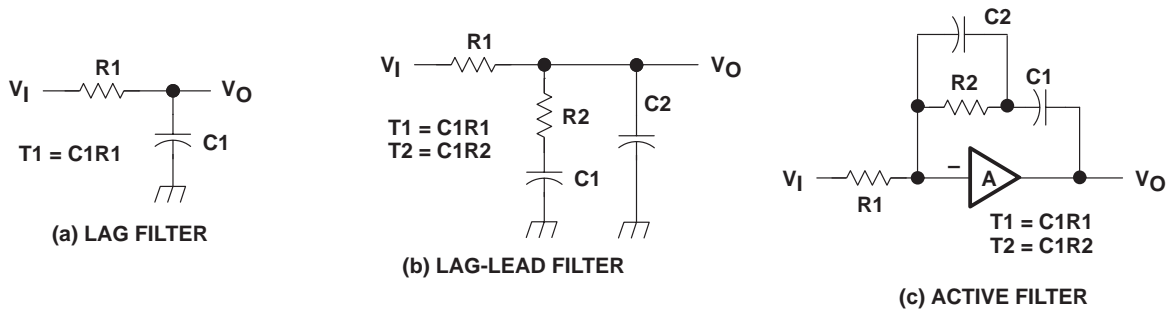 VI
R1
VO
C1
T1 = C1R1
(a) LAG FILTER
VI
R1
VO
R2
C2
T1 = C1R1
T2 = C1R2
C1
(b) LAG-LEAD FILTER
C2
R2
C1
VI
R1
–
A
VO
T1 = C1R1
T2 = C1R2
(c) ACTIVE FILTER